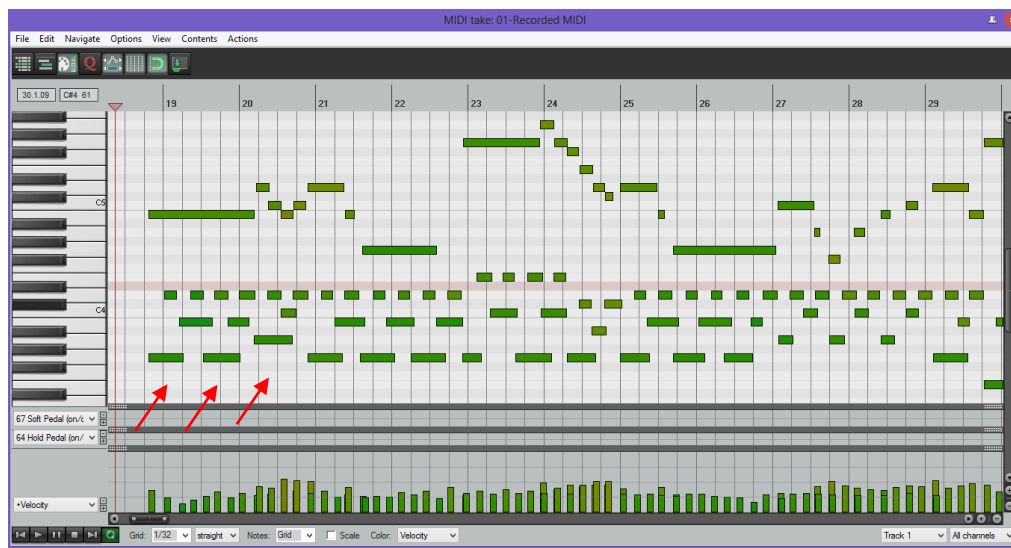 MIDI take: 01-Recorded MIDI
File Edit Navigate Options View Contents Actions
Q
30.1.09 C#4 61
19 20 21 22 23 24 25 26 27 28 29
C5
C4
67 Soft Pedal (on/c
64 Hold Pedal (on/
*Velocity
Grid: 1/32 straight Notes: Grid Scale Color: Velocity Track 1 All channels